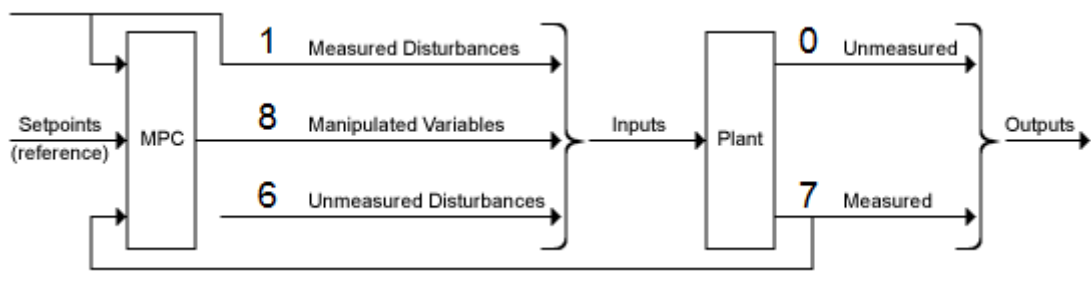 1 Measured Disturbances
0 Unmeasured
Setpoints
(reference)
MPC
8 Manipulated Variables
Inputs
Plant
Outputs
6 Unmeasured Disturbances
7 Measured